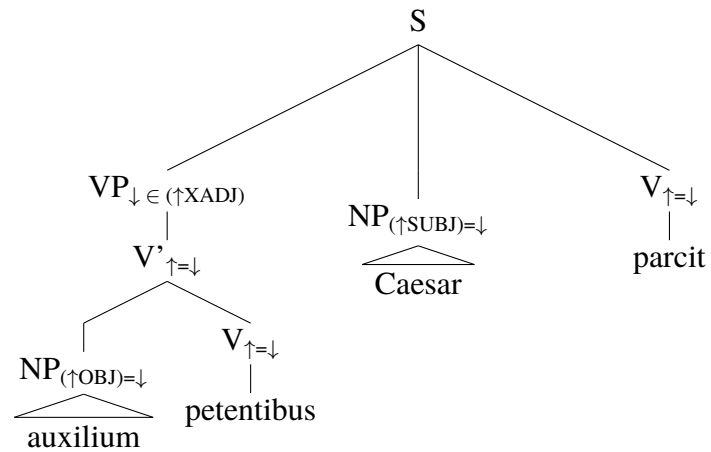 S
VP↓ ∈ (↑XADJ) NP(↑SUBJ)=↓ V↑=↓
V’↑=↓ Caesar parcit
NP(↑OBJ)=↓ V↑=↓
auxilium petentibus